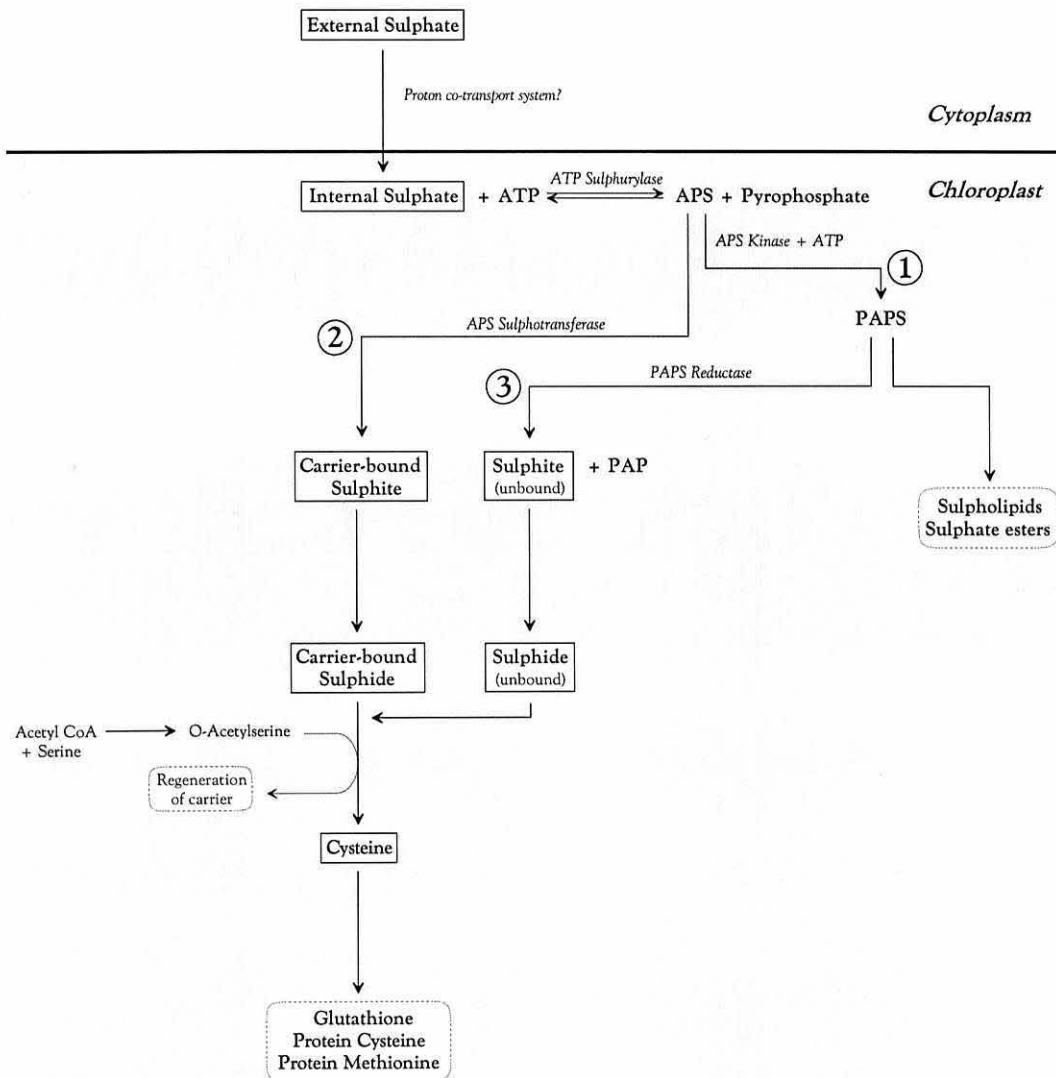 External Sulphate
Proton co-transport system?
Cytoplasm
Internal Sulphate + ATP
ATP Sulphurylase
APS + Pyrophosphate
Chloroplast
APS Kinase + ATP
1
PAPS
2
APS Sulphotransferase
3
PAPS Reductase
Carrier-bound
Sulphite
Sulphite
(unbound)
+ PAP
Sulpholipids
Sulphate esters
Carrier-bound
Sulphide
Sulphide
(unbound)
Acetyl CoA
+ Serine
O-Acetylserine
Regeneration
of carrier
Cysteine
Glutathione
Protein Cysteine
Protein Methionine